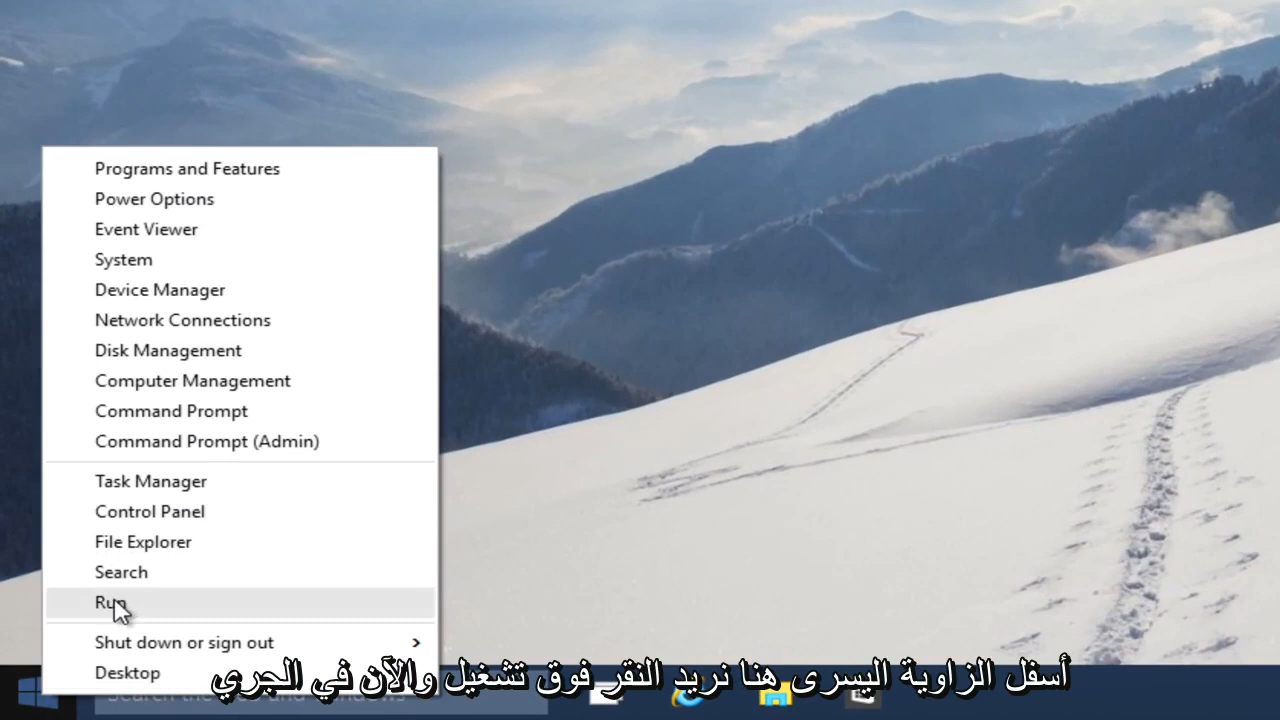 Programs and Features
Power Options
Event Viewer
System
Device Manager
Network Connections
Disk Management
Computer Management
Command Prompt
Command Prompt (Admin)
Task Manager
Control Panel
File Explorer
Search
Run
Shut down or sign out
Desktop
أسفل الزاوية اليسرى هنا نريد النقر فوق تشغيل والآن في الجري